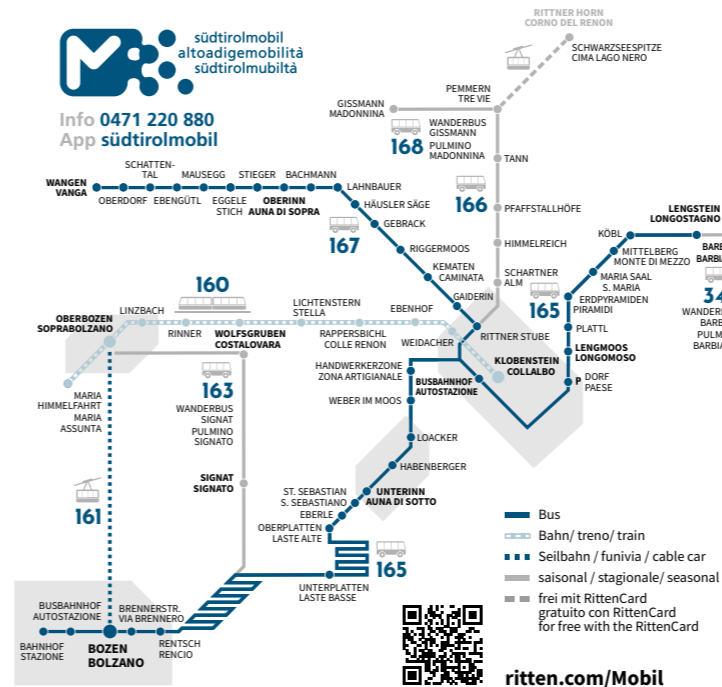 südtirolmobil
altoadigemobilità
südtirolmubiltà
Info 0471 220 880
App südtirolmobil
RITTNER HORN
CORNO DEL RENON
SCHWARZSEESPITZE
CIMA LAGO NERO
PEMMERN
TRE VIE
GISSMANN
MADONNINA
168
WANDERBUS
GISSMANN
PULMINO
MADONNINA
TANN
166
PFAFFSTALLHÖFE
HIMMELREICH
SCHARTNER
ALM
WANGEN
VANGA
OBERDORF
SCHATTEN-
TAL
EBENGÜTL
MAUSEGG
EGGELE
STICH
STIEGER
OBERINN
AUNA DI SOPRA
BACHMANN
LAHNBAUER
HÄUSLER SÄGE
GEBRACK
167
RIGGERMOOS
KEMATEN
CAMINATA
GAIDERIN
RITTNER STUBE
LENGSTEIN
LONGOSTAGNO
KÖBL
MITTELBERG
MONTE DI MEZZO
MARIA SAAL
S. MARIA
ERDPYRAMIDEN
PIRAMIDI
165
PLATTL
LENGMOOS
LONGOMOSO
P
DORF
PAESE
BARB
BARBIA
34
WANDER
BARB
PULM
BARBIA
160
OBERBOZEN
SOPRABOLZANO
LINZBACH
RINNER
WOLFSGRUBEN
COSTALOVARA
LICHTENSTERN
STELLA
RAPPERSBICHL
COLLE RENON
EBENHOF
WEIDACHER
KLOBENSTEIN
COLLALBO
BUSBAHNHOF
AUTOSTAZIONE
MARIA
HIMMELFAHRT
MARIA
ASSUNTA
163
WANDERBUS
SIGNAT
PULMINO
SIGNATO
SIGNAT
SIGNATO
HANDWERKERZONE
ZONA ARTIGIANALE
WEBER IM MOOS
LOACKER
HABENBERGER
UNTERINN
AUNA DI SOTTO
ST. SEBASTIAN
S. SEBASTIANO
EBERLE
OBERPLATTEN
LASTE ALTE
165
UNTERPLATTEN
LASTE BASSE
161
BUSBAHNHOF
AUTOSTAZIONE
BAHNHOF
STAZIONE
BOZEN
BOLZANO
BRENNERSTR.
VIA BRENNERO
RENTSCH
RENCIO
Bus
Bahn/ treno/ train
Seilbahn/ funivia / cable car
saisonal / stagionale/ seasonal
frei mit RittenCard
gratuito con RittenCard
for free with the RittenCard
ritten.com/Mobil